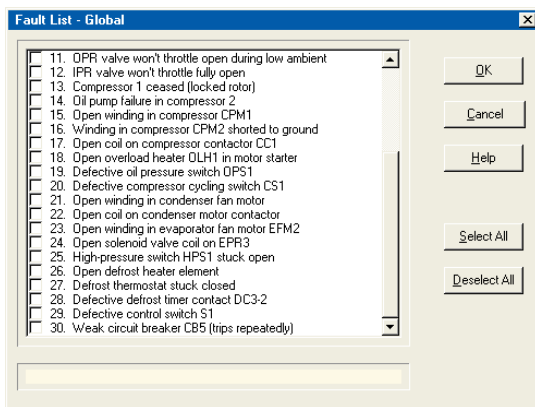 Fault List - Global
11. OPR valve won't throttle open during low ambient
12. IPR valve won't throttle fully open
13. Compressor 1 ceased (locked rotor)
14. Oil pump failure in compressor 2
15. Open winding in compressor CPM1
16. Winding in compressor CPM2 shorted to ground
17. Open coil on compressor contactor CC1
18. Open overload heater OLH1 in motor starter
19. Defective oil pressure switch OPS1
20. Defective compressor cycling switch CS1
21. Open winding in condenser fan motor
22. Open coil on condenser motor contactor
23. Open winding in evaporator fan motor EFM2
24. Open solenoid valve coil on EPR3
25. High-pressure switch HPS1 stuck open
26. Open defrost heater element
27. Defrost thermostat stuck closed
28. Defective defrost timer contact DC3-2
29. Defective control switch S1
30. Weak circuit breaker CB5 (trips repeatedly)
OK
Cancel
Help
Select All
Deselect All